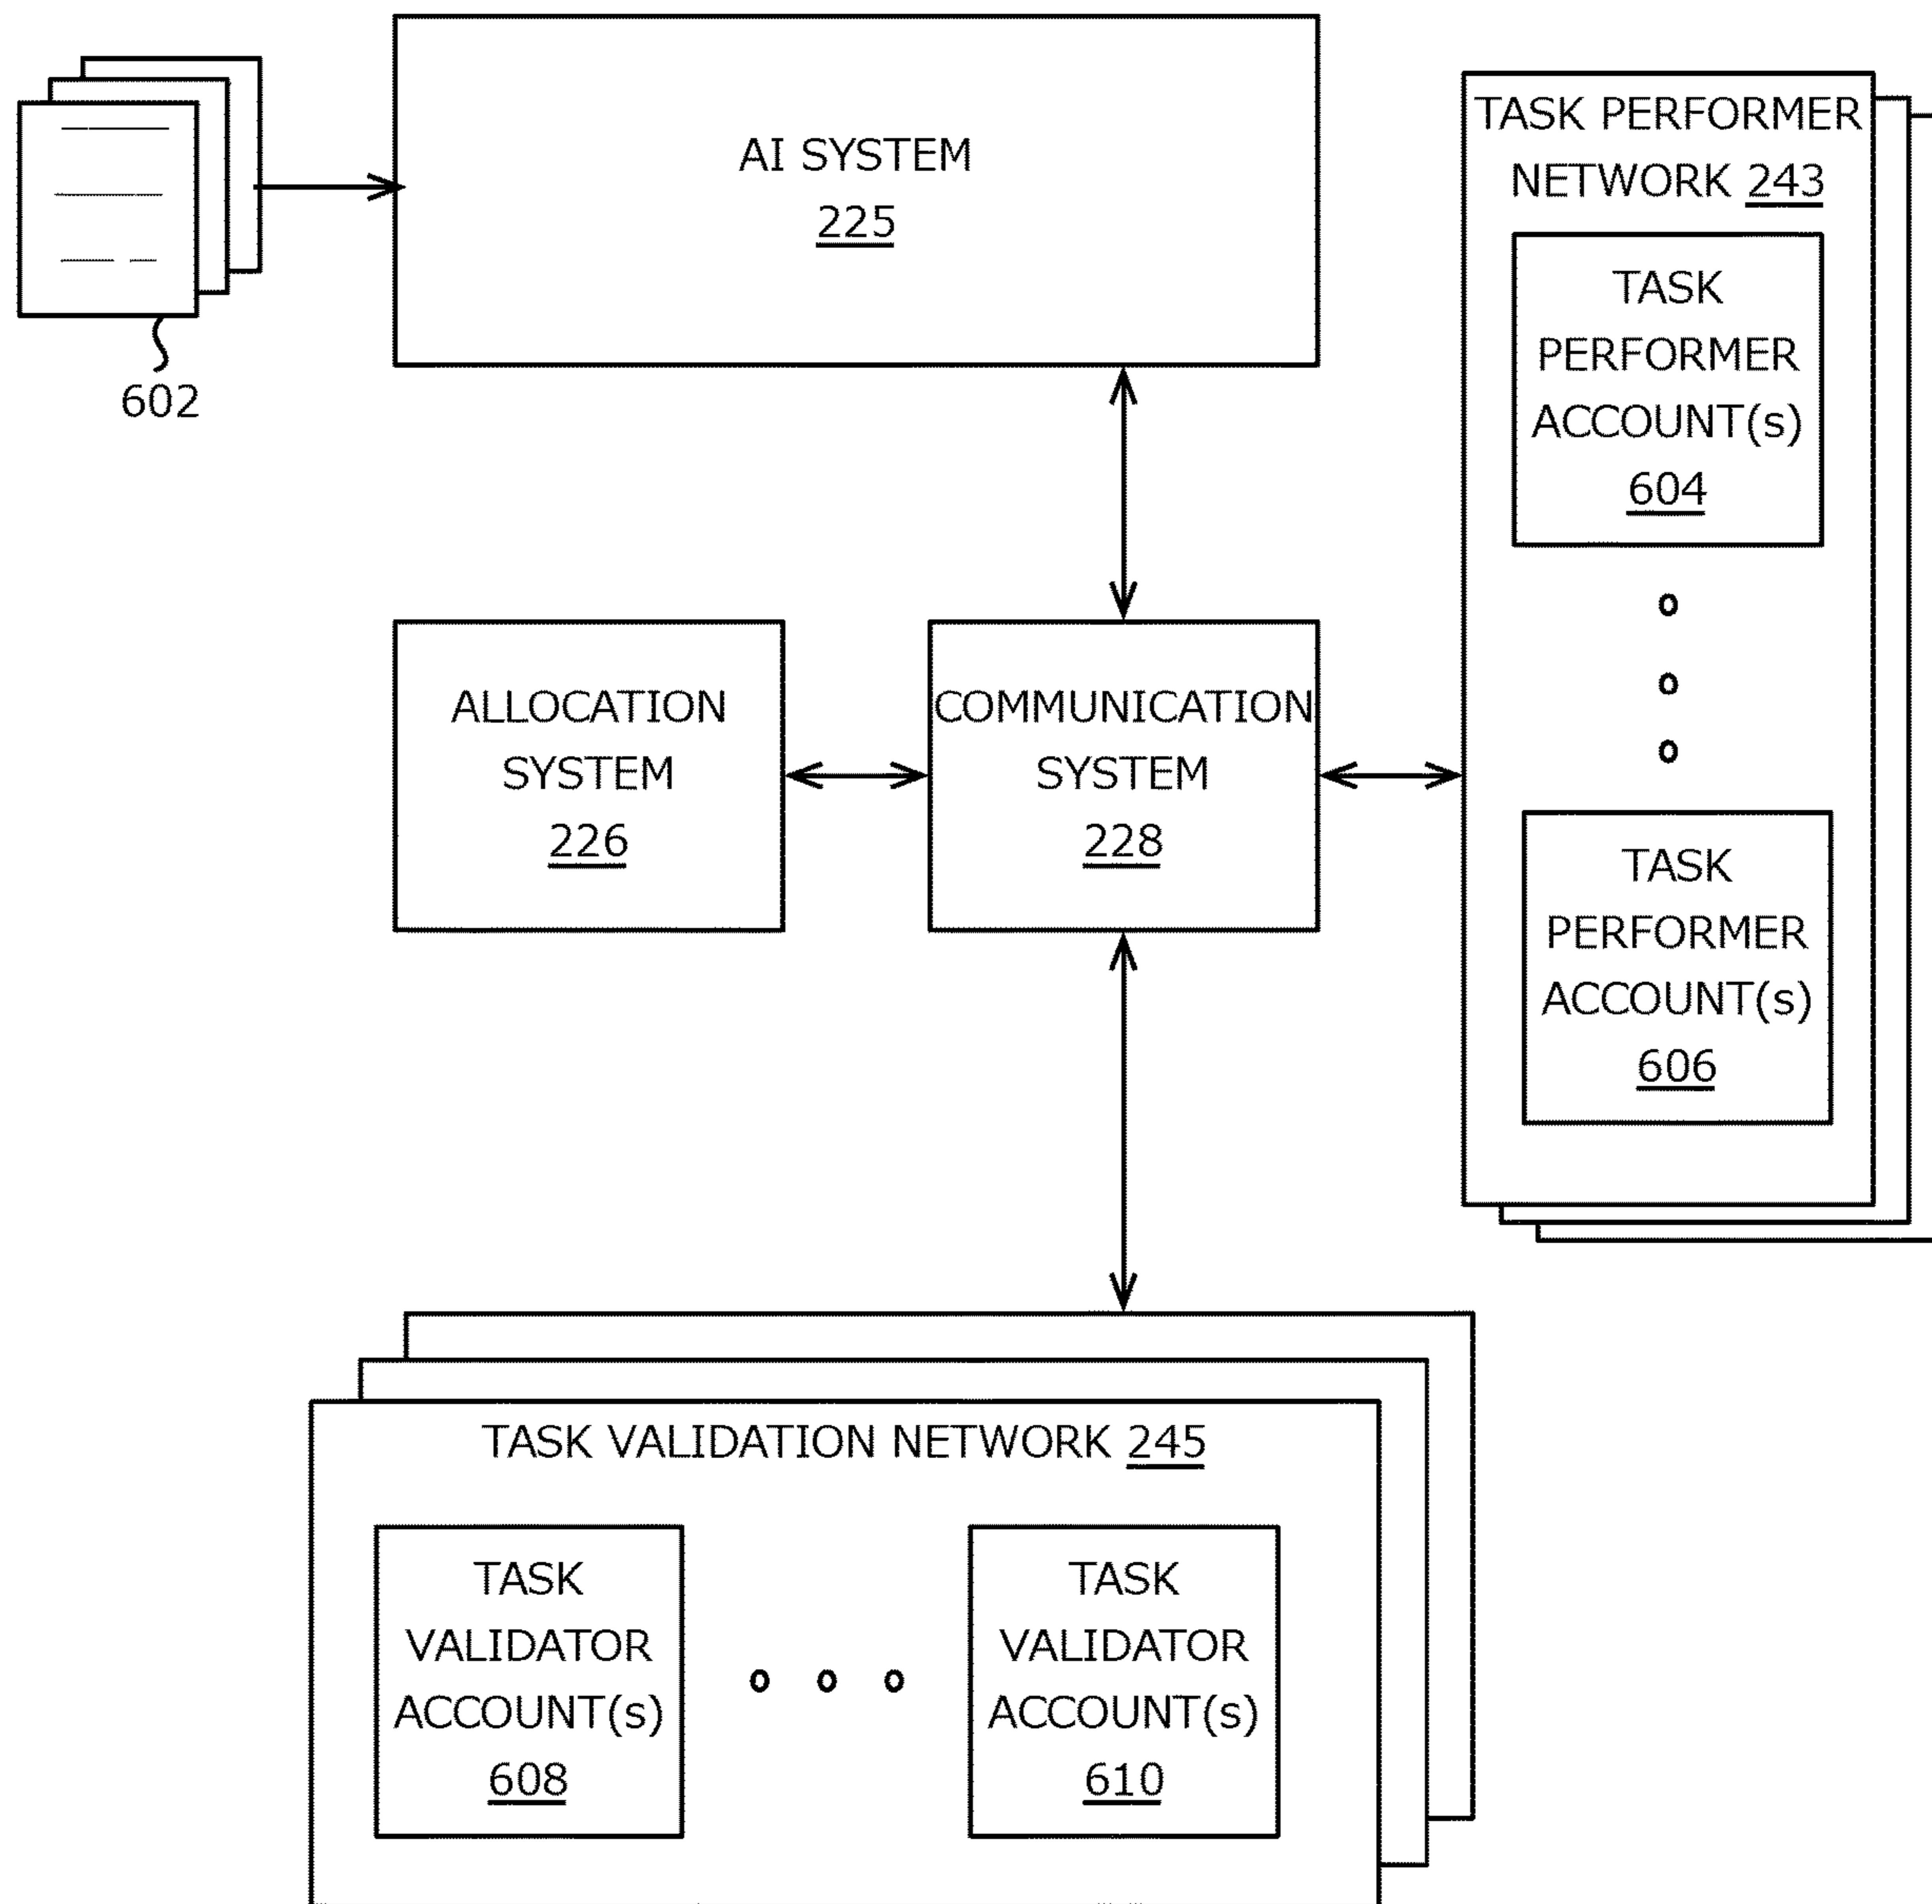 AI SYSTEM
225
602
TASK PERFORMER
NETWORK 243
TASK
PERFORMER
ACCOUNT(s)
604
ALLOCATION
SYSTEM
226
COMMUNICATION
SYSTEM
228
TASK
PERFORMER
ACCOUNT(s)
606
TASK VALIDATION NETWORK 245
TASK
VALIDATOR
ACCOUNT(s)
608
TASK
VALIDATOR
ACCOUNT(s)
610